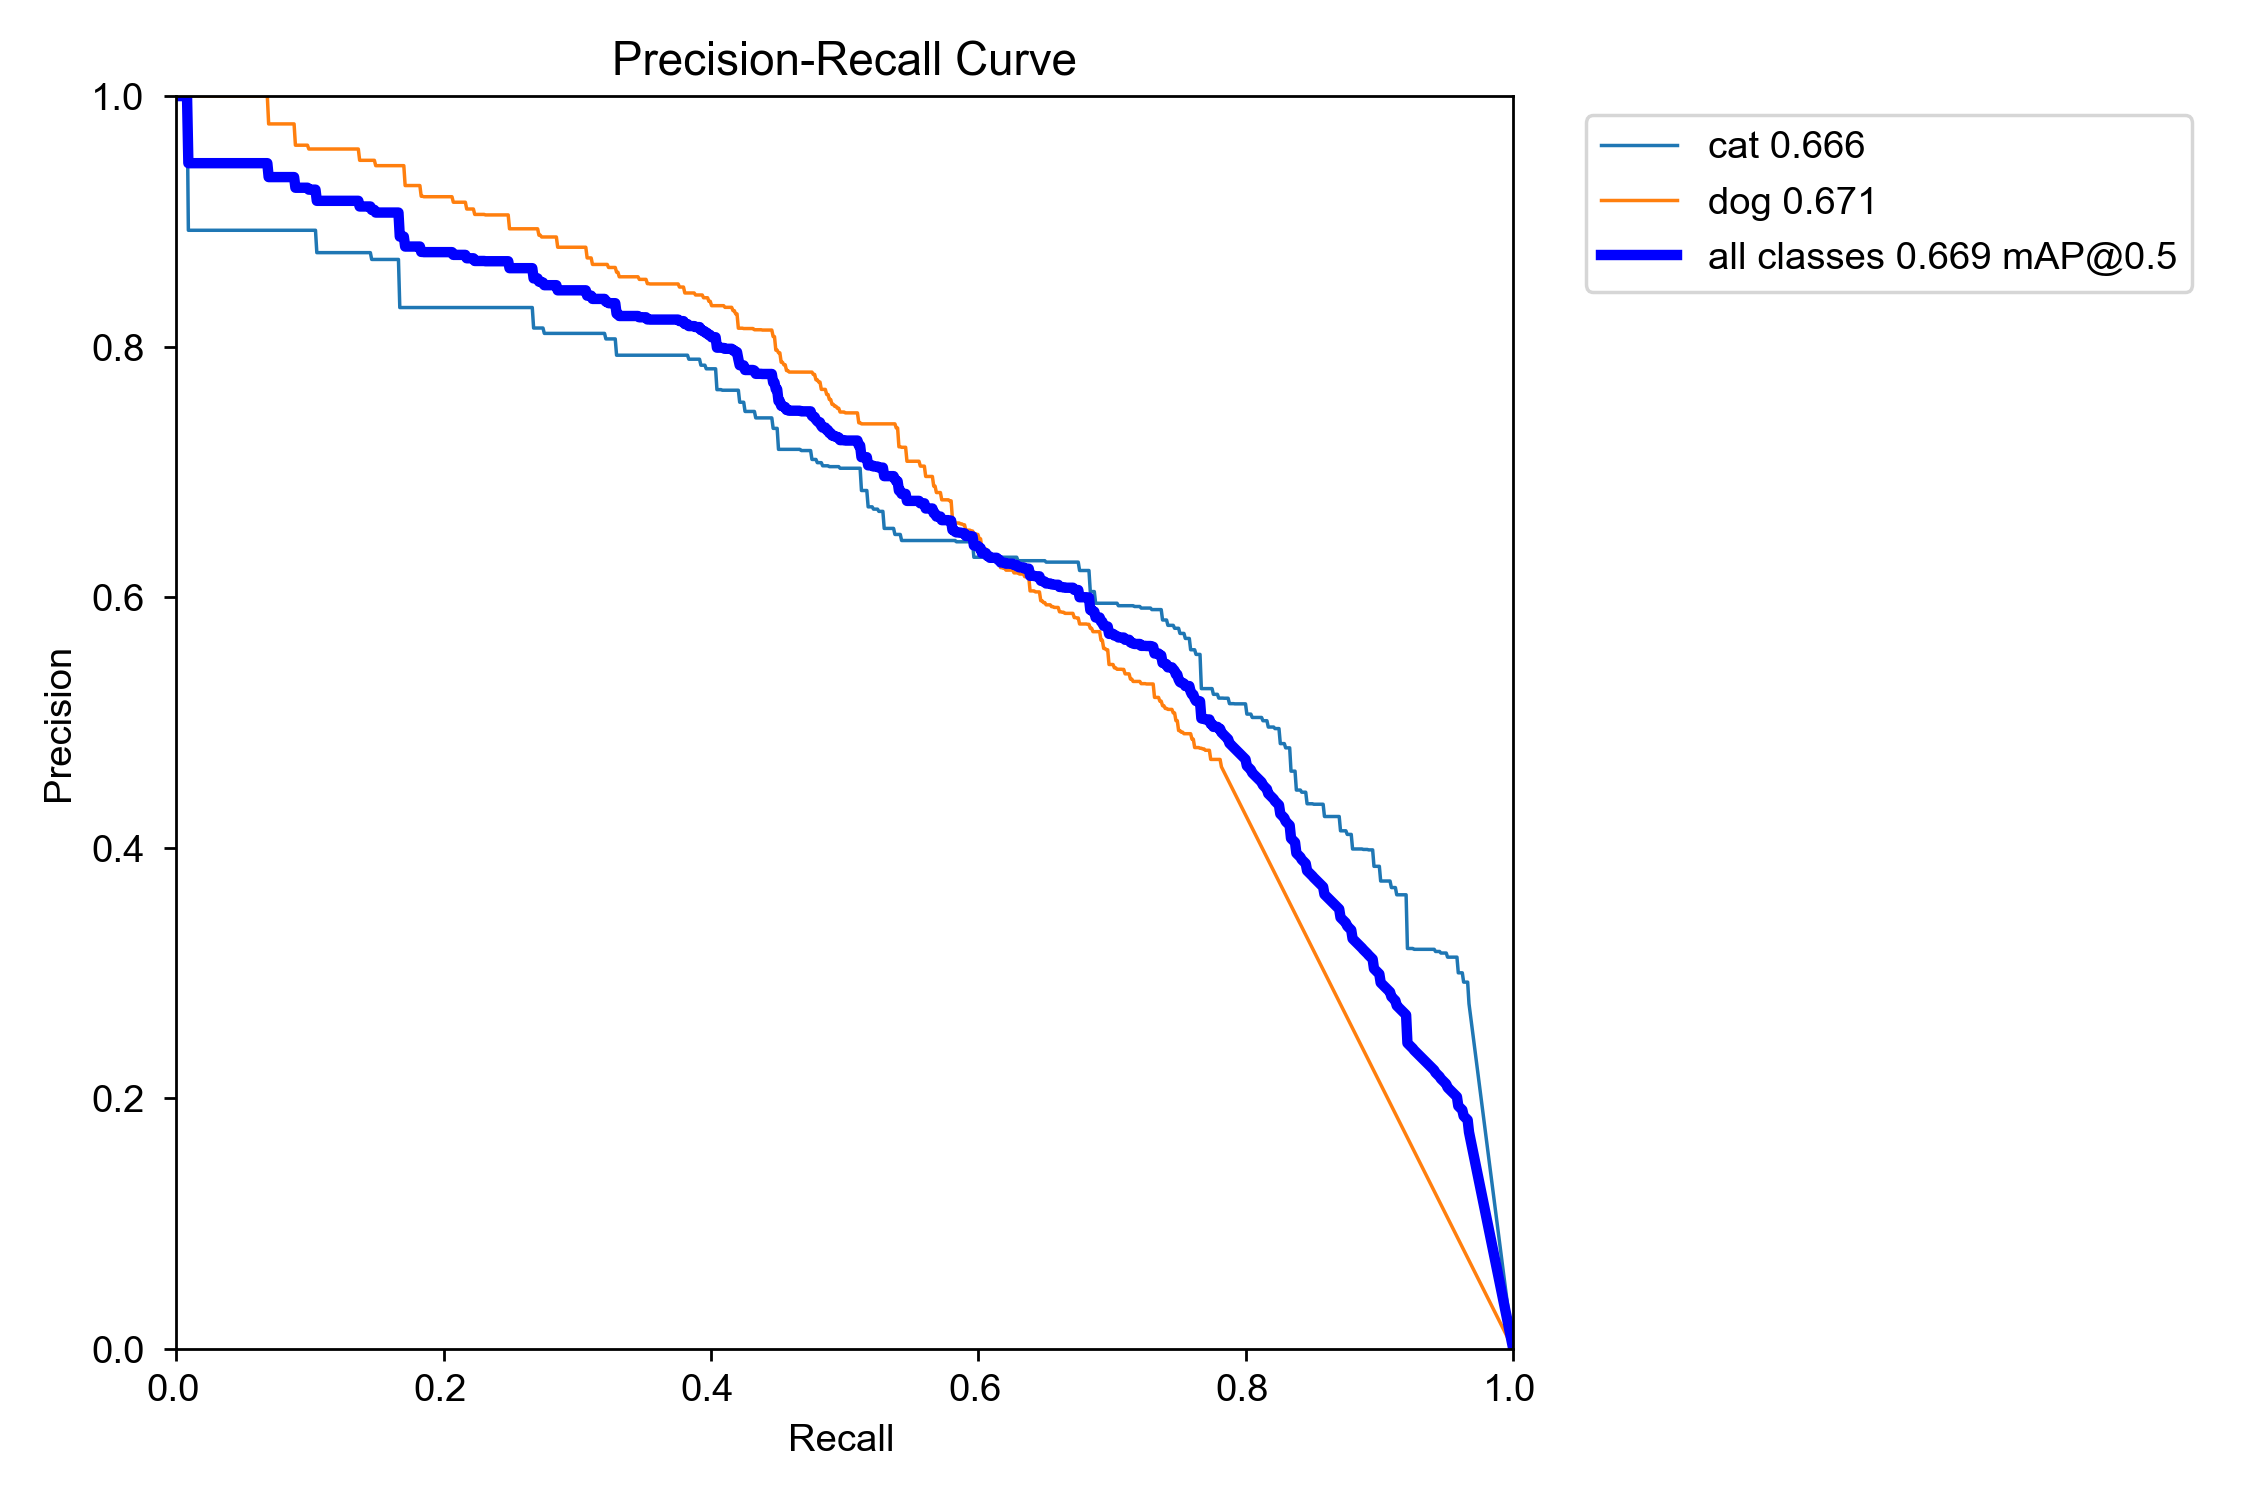 Precision-Recall Curve
1.0
0.8
0.6
0.4
0.2
0.0
Precision
0.0 0.2 0.4 0.6 0.8 1.0
Recall
cat 0.666
dog 0.671
all classes 0.669 mAP@0.5